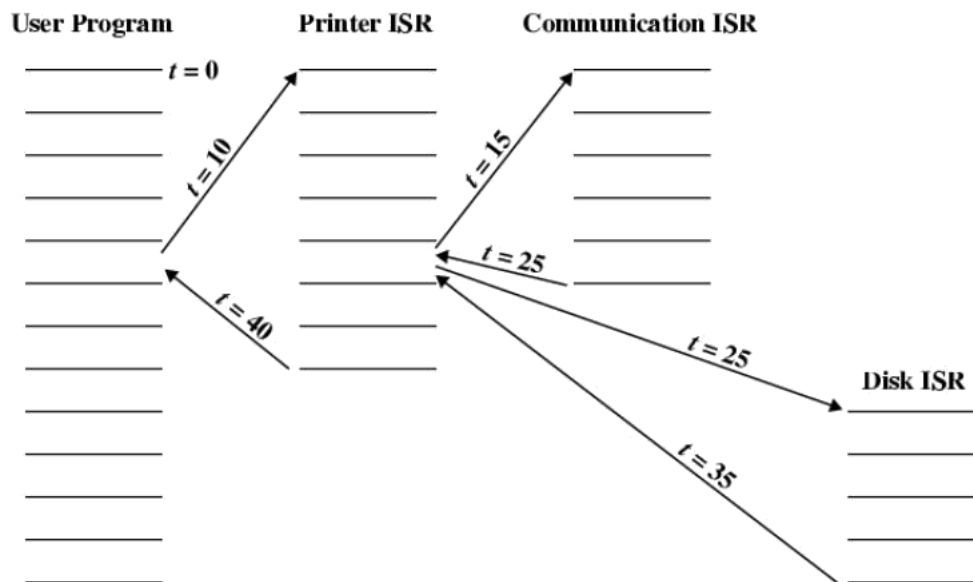 User Program
Printer ISR
Communication ISR
t = 0
t = 10
t = 15
t = 25
t = 40
t = 25
Disk ISR
t = 35